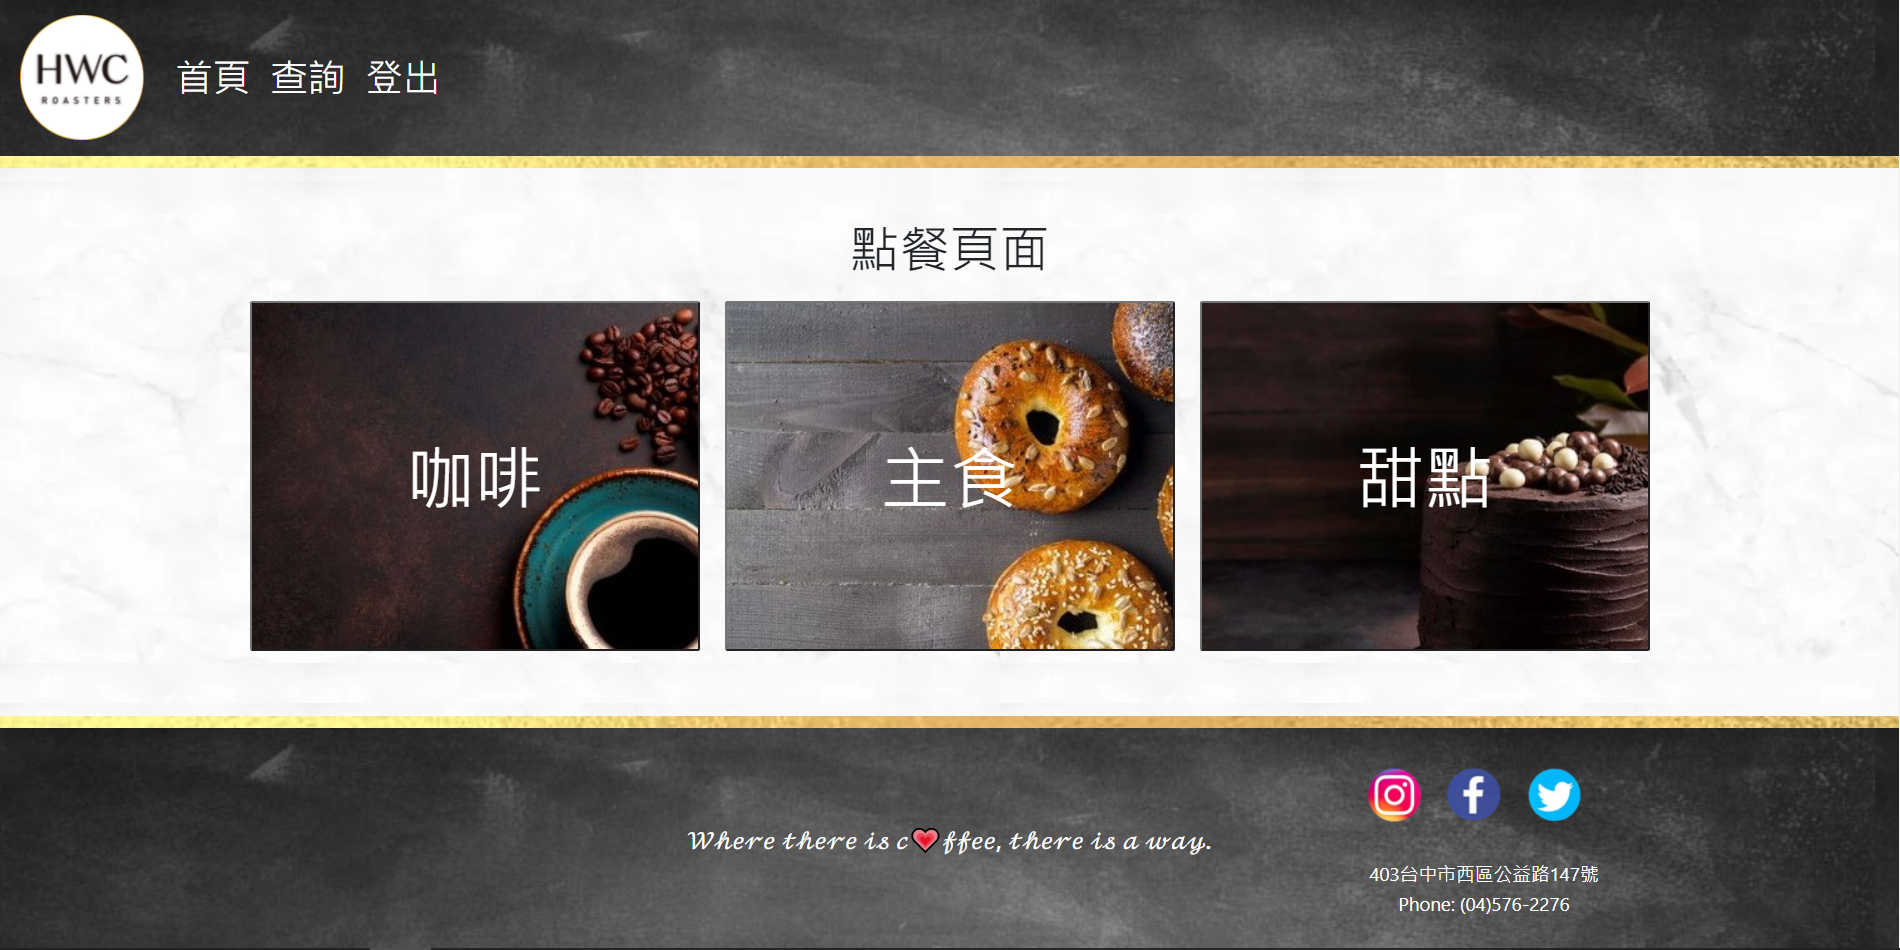 HWC
ROASTERS
首頁 查詢 登出
點餐頁面
咖啡
主食
甜點
Where there is c💗ffee, there is a way.
403台中市西區公益路147號
Phone: (04)576-2276